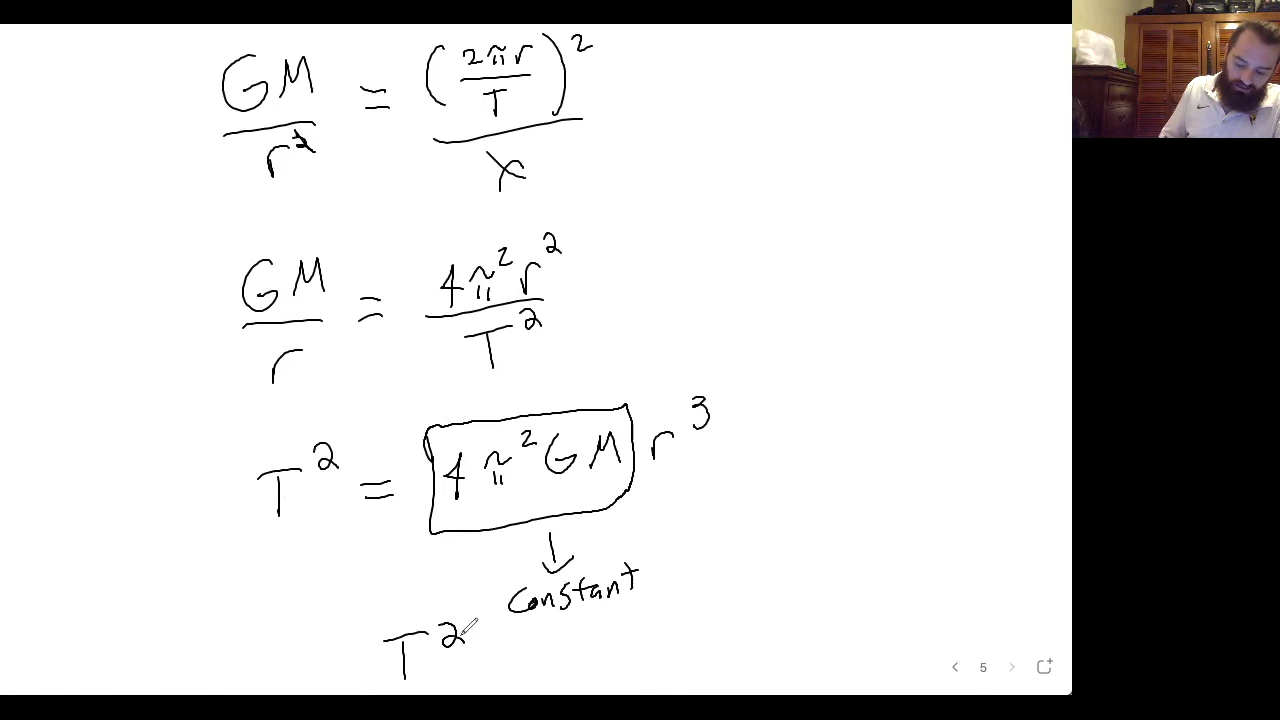 GM/r² = (2πr/T)²/r
GM/r = 4π²r²/T²
T² = 4π²GM r³
↓
Constant
T²
< 5 >